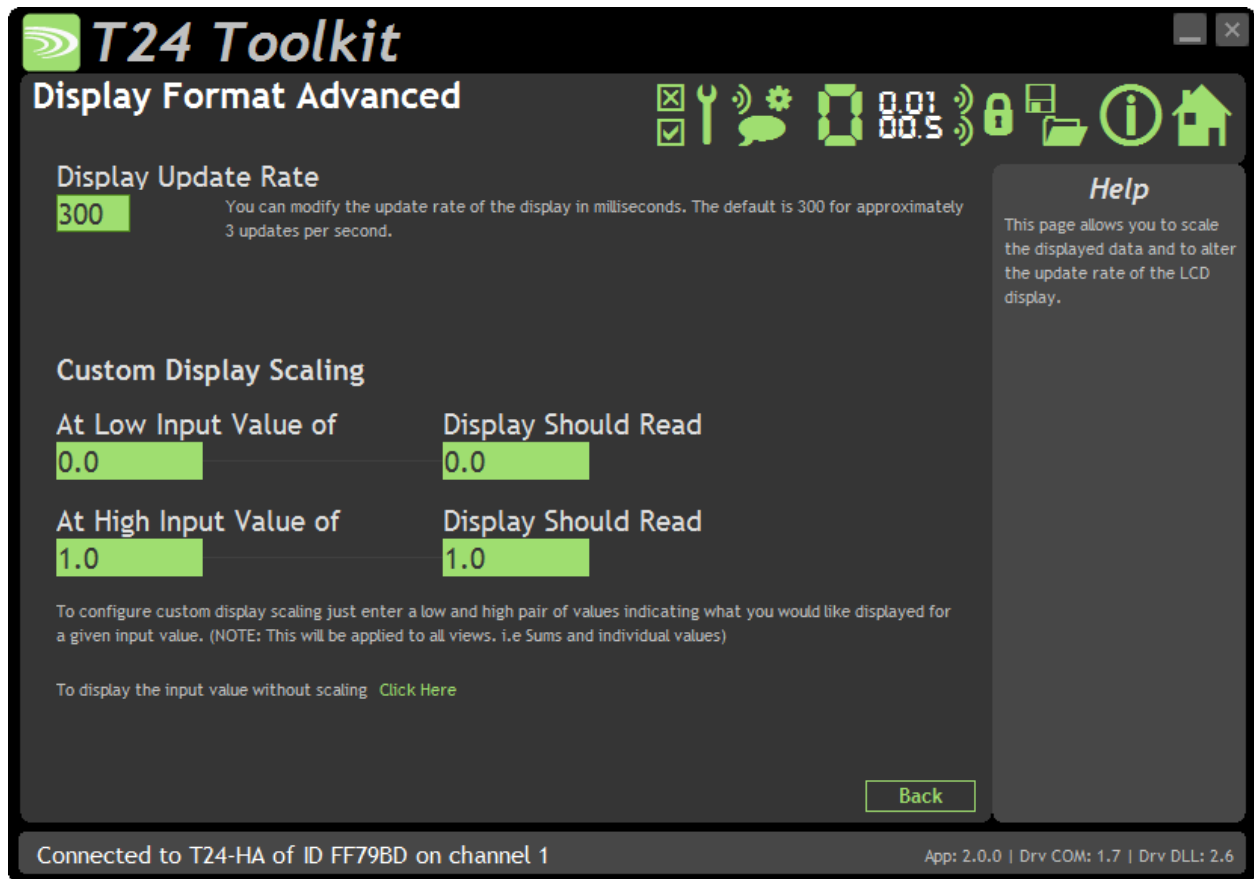 T24 Toolkit
Display Format Advanced
0.01
00.5
Display Update Rate
300
You can modify the update rate of the display in milliseconds. The default is 300 for approximately
3 updates per second.
Custom Display Scaling
At Low Input Value of
Display Should Read
0.0
0.0
At High Input Value of
Display Should Read
1.0
1.0
To configure custom display scaling just enter a low and high pair of values indicating what you would like displayed for
a given input value. (NOTE: This will be applied to all views. i.e Sums and individual values)
To display the input value without scaling Click Here
Back
Help
This page allows you to scale
the displayed data and to alter
the update rate of the LCD
display.
Connected to T24-HA of ID FF79BD on channel 1
App: 2.0.0 | Drv COM: 1.7 | Drv DLL: 2.6